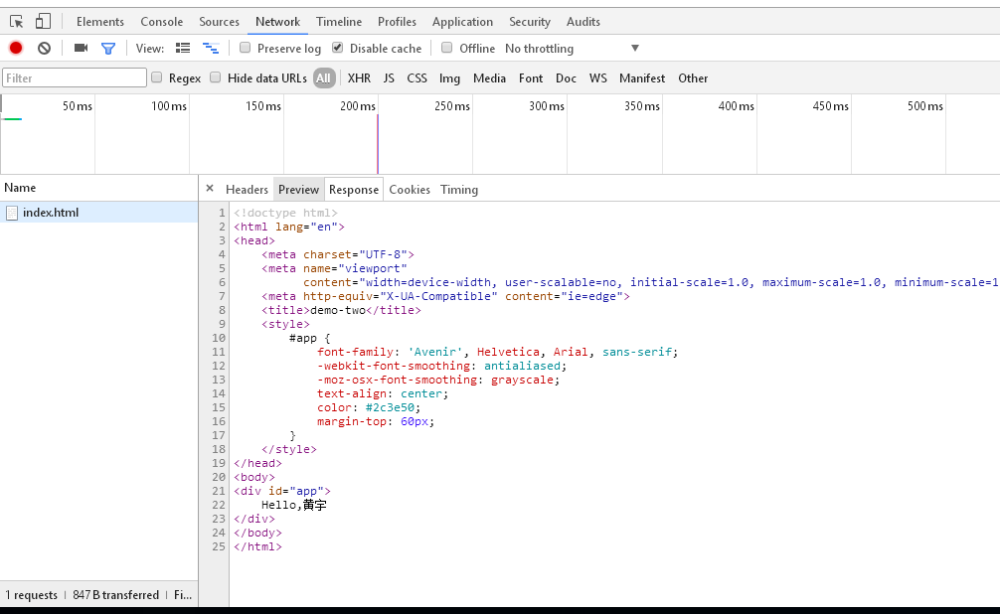 Elements Console Sources Network Timeline Profiles Application Security Audits
View: Preserve log Disable cache Offline No throttling
Filter Regex Hide data URLs All XHR JS CSS Img Media Font Doc WS Manifest Other
50 ms 100 ms 150 ms 200 ms 250 ms 300 ms 350 ms 400 ms 450 ms 500 ms
Name
index.html
1 requests | 847 B transferred | Fi...
× Headers Preview Response Cookies Timing
1 <!doctype html>
2 <html lang="en">
3 <head>
4     <meta charset="UTF-8">
5     <meta name="viewport"
6           content="width=device-width, user-scalable=no, initial-scale=1.0, maximum-scale=1.0, minimum-scale=1
7     <meta http-equiv="X-UA-Compatible" content="ie=edge">
8     <title>demo-two</title>
9     <style>
10         #app {
11             font-family: 'Avenir', Helvetica, Arial, sans-serif;
12             -webkit-font-smoothing: antialiased;
13             -moz-osx-font-smoothing: grayscale;
14             text-align: center;
15             color: #2c3e50;
16             margin-top: 60px;
17         }
18     </style>
19 </head>
20 <body>
21 <div id="app">
22     Hello,黄宇
23 </div>
24 </body>
25 </html>